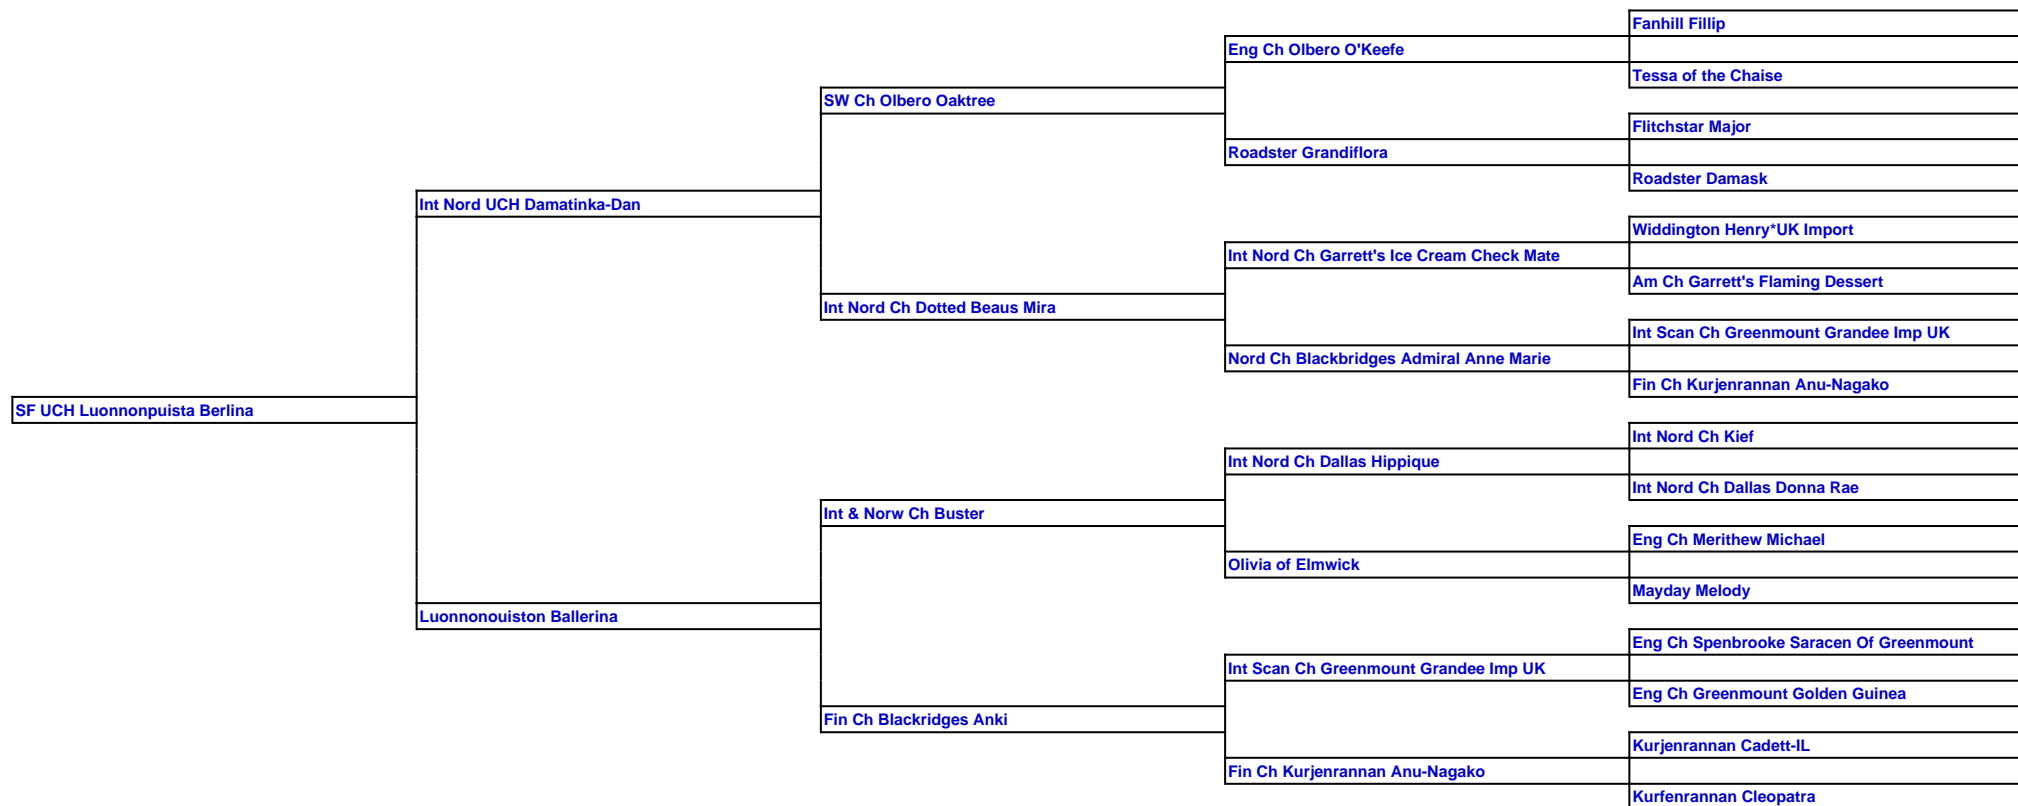 Fanhill Fillip
Eng Ch Olbero O'Keefe
Tessa of the Chaise
SW Ch Olbero Oaktree
Flitchstar Major
Roadster Grandiflora
Roadster Damask
Int Nord UCH Damatinka-Dan
Widdington Henry*UK Import
Int Nord Ch Garrett's Ice Cream Check Mate
Am Ch Garrett's Flaming Dessert
Int Nord Ch Dotted Beaus Mira
Int Scan Ch Greenmount Grandee Imp UK
Nord Ch Blackbridges Admiral Anne Marie
Fin Ch Kurjenrannan Anu-Nagako
SF UCH Luonnonpuista Berlina
Int Nord Ch Kief
Int Nord Ch Dallas Hippique
Int Nord Ch Dallas Donna Rae
Int & Norw Ch Buster
Eng Ch Merithew Michael
Olivia of Elmwick
Mayday Melody
Luonnonouiston Ballerina
Eng Ch Spenbrooke Saracen Of Greenmount
Int Scan Ch Greenmount Grandee Imp UK
Eng Ch Greenmount Golden Guinea
Fin Ch Blackridges Anki
Kurjenrannan Cadett-IL
Fin Ch Kurjenrannan Anu-Nagako
Kurfenrannan Cleopatra